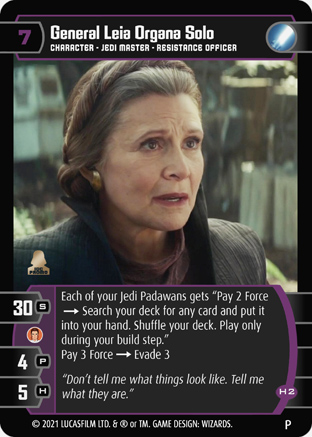 7
General Leia Organa Solo
CHARACTER • JEDI MASTER • RESISTANCE OFFICER
30 S
Each of your Jedi Padawans gets "Pay 2 Force
→ Search your deck for any card and put it
into your hand. Shuffle your deck. Play only
during your build step."
4 P
Pay 3 Force → Evade 3
5 H
"Don't tell me what things look like. Tell me
what they are."
H2
© 2021 LUCASFILM LTD. & ® or TM. GAME DESIGN: WIZARDS.
P